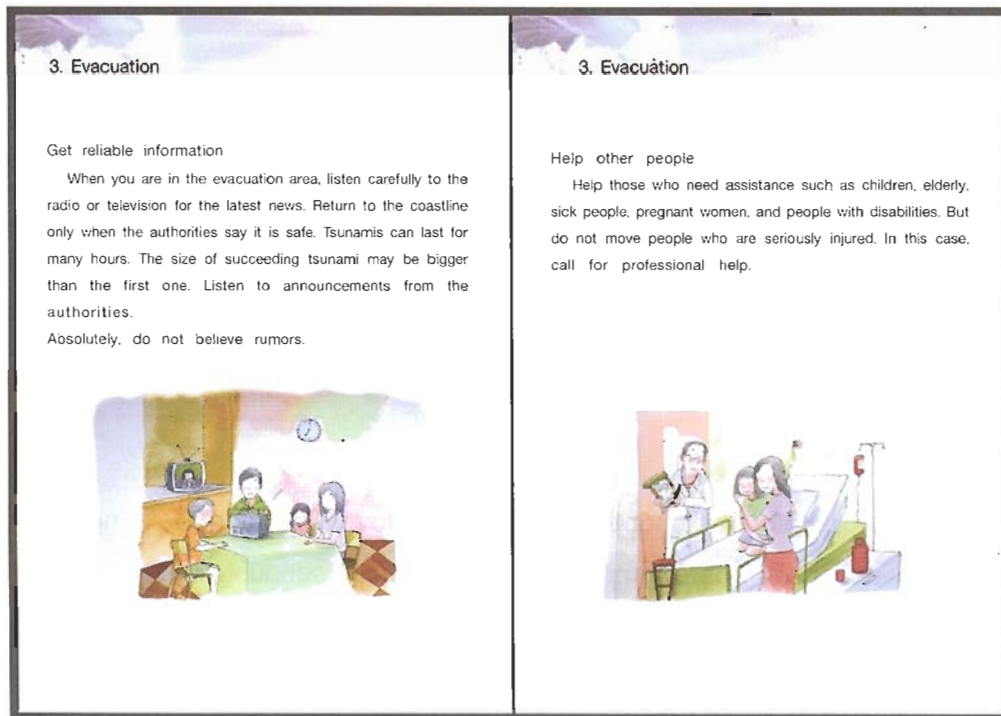 3. Evacuation
Get reliable information
When you are in the evacuation area, listen carefully to the
radio or television for the latest news. Return to the coastline
only when the authorities say it is safe. Tsunamis can last for
many hours. The size of succeeding tsunami may be bigger
than the first one. Listen to announcements from the
authorities.
Absolutely, do not believe rumors.
3. Evacuation
Help other people
Help those who need assistance such as children, elderly,
sick people, pregnant women, and people with disabilities. But
do not move people who are seriously injured. In this case,
call for professional help.